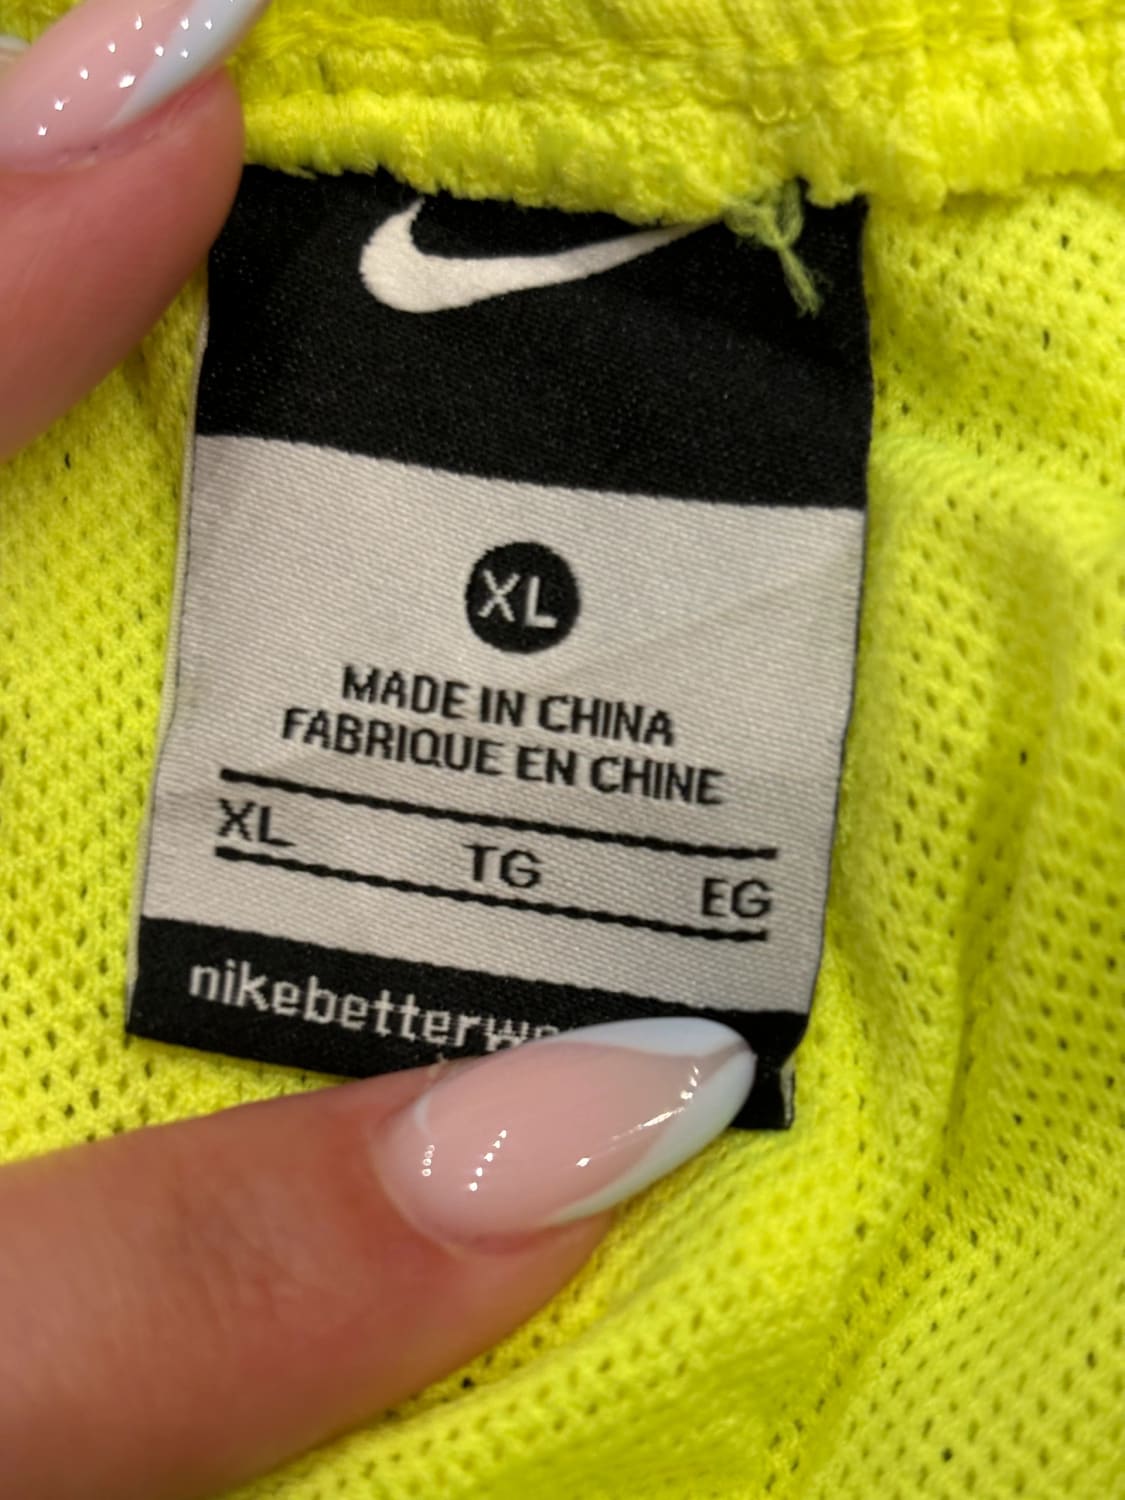 XL
MADE IN CHINA
FABRIQUE EN CHINE
XL TG EG